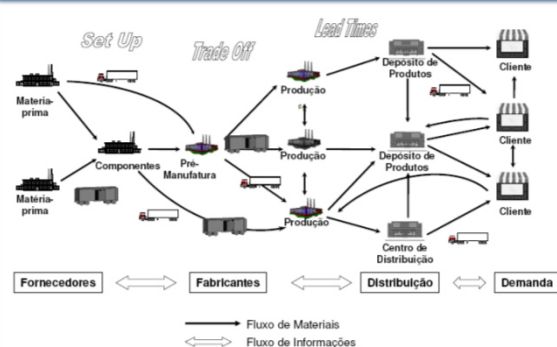 Set Up
Trade Off
Lead Times
Matéria-
prima
Matéria-
prima
Componentes
Pré-
Manufatura
Produção
Produção
Produção
Depósito de
Produtos
Depósito de
Produtos
Centro de
Distribuição
Cliente
Cliente
Cliente
Fornecedores
Fabricantes
Distribuição
Demanda
Fluxo de Materiais
Fluxo de Informações